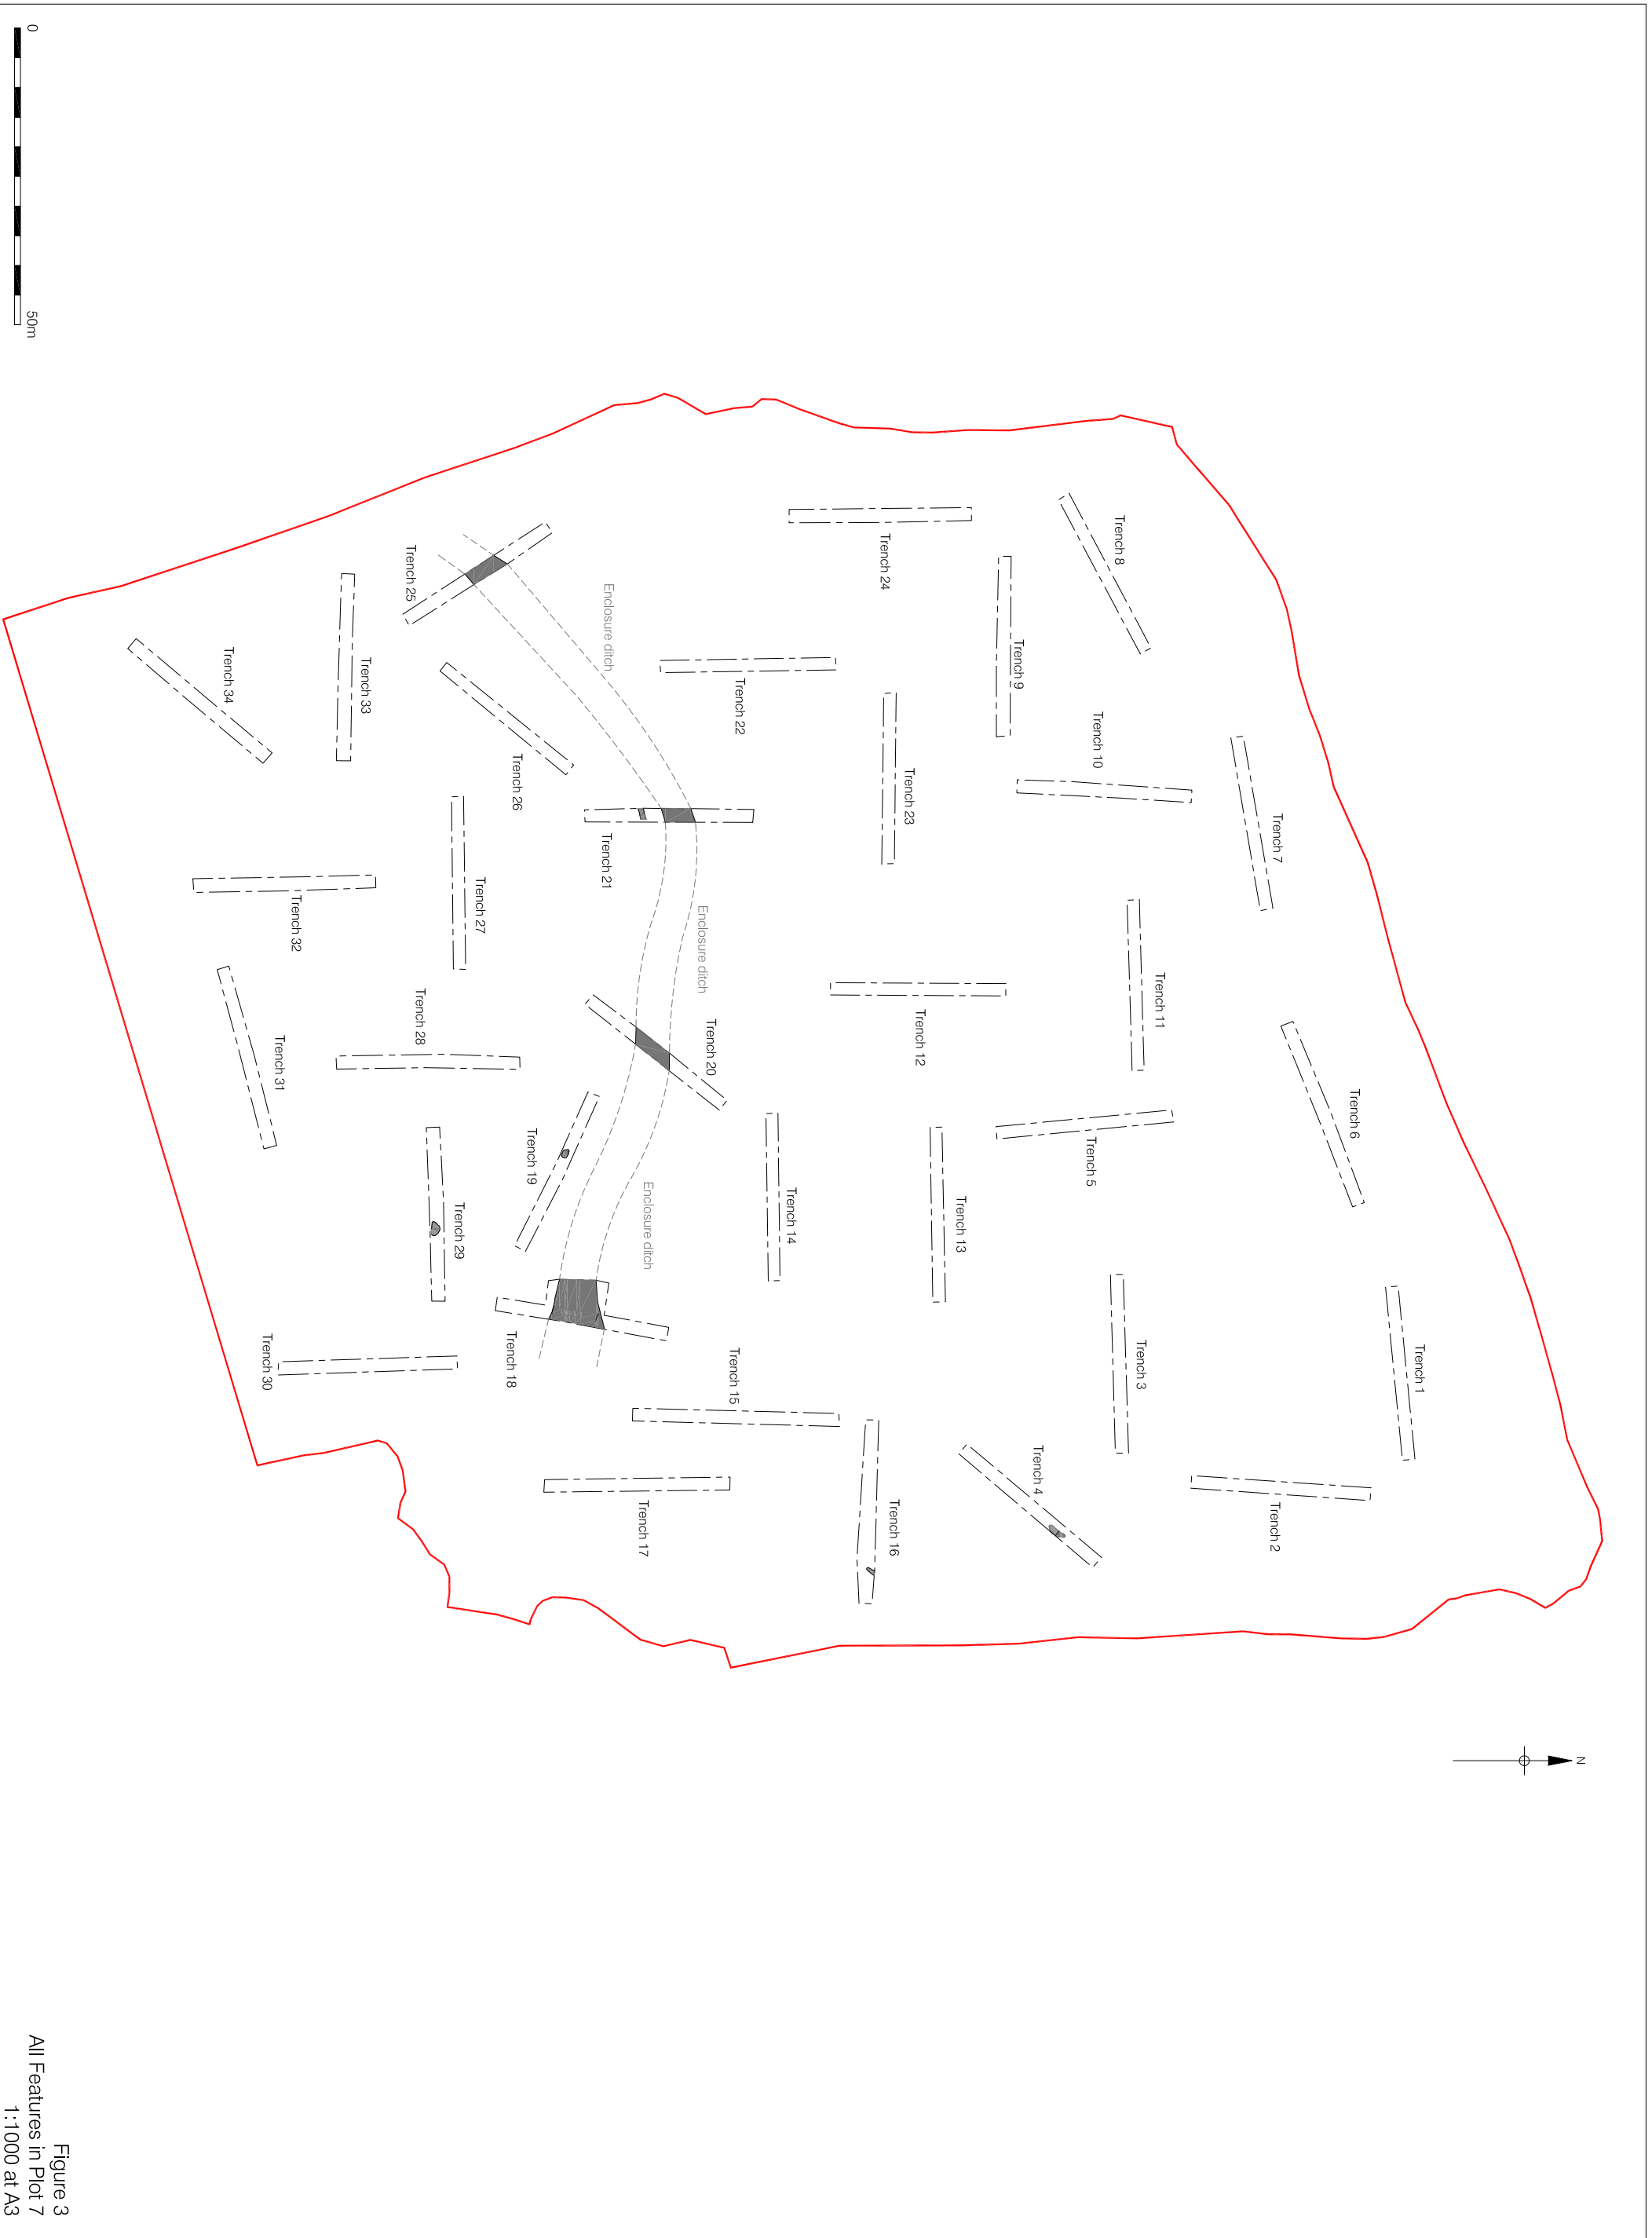 Trench 1
Trench 2
Trench 3
Trench 4
Trench 5
Trench 6
Trench 7
Trench 8
Trench 9
Trench 10
Trench 11
Trench 12
Trench 13
Trench 14
Trench 15
Trench 16
Trench 17
Trench 18
Trench 19
Trench 20
Trench 21
Trench 22
Trench 23
Trench 24
Trench 25
Trench 26
Trench 27
Trench 28
Trench 29
Trench 30
Trench 31
Trench 32
Trench 33
Trench 34
Enclosure ditch
Enclosure ditch
Enclosure ditch
N
0
50m
Figure 3
All Features in Plot 7
1:1000 at A3